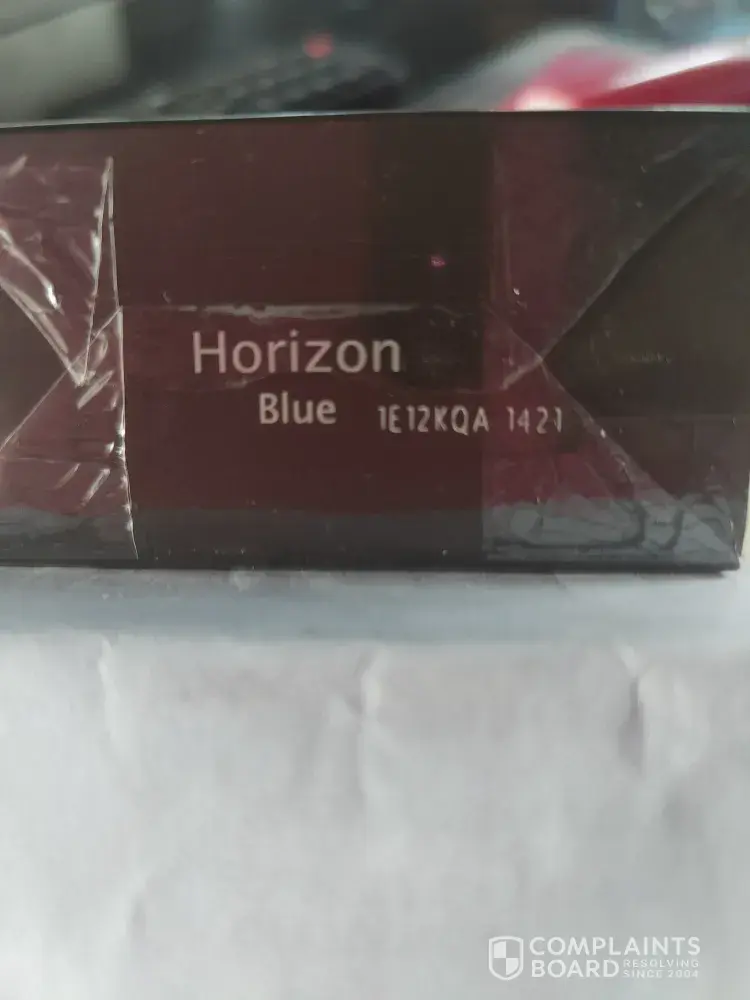 Horizon
Blue 1E12KQA 1421
COMPLAINTS
BOARD RESOLVING
SINCE 2004